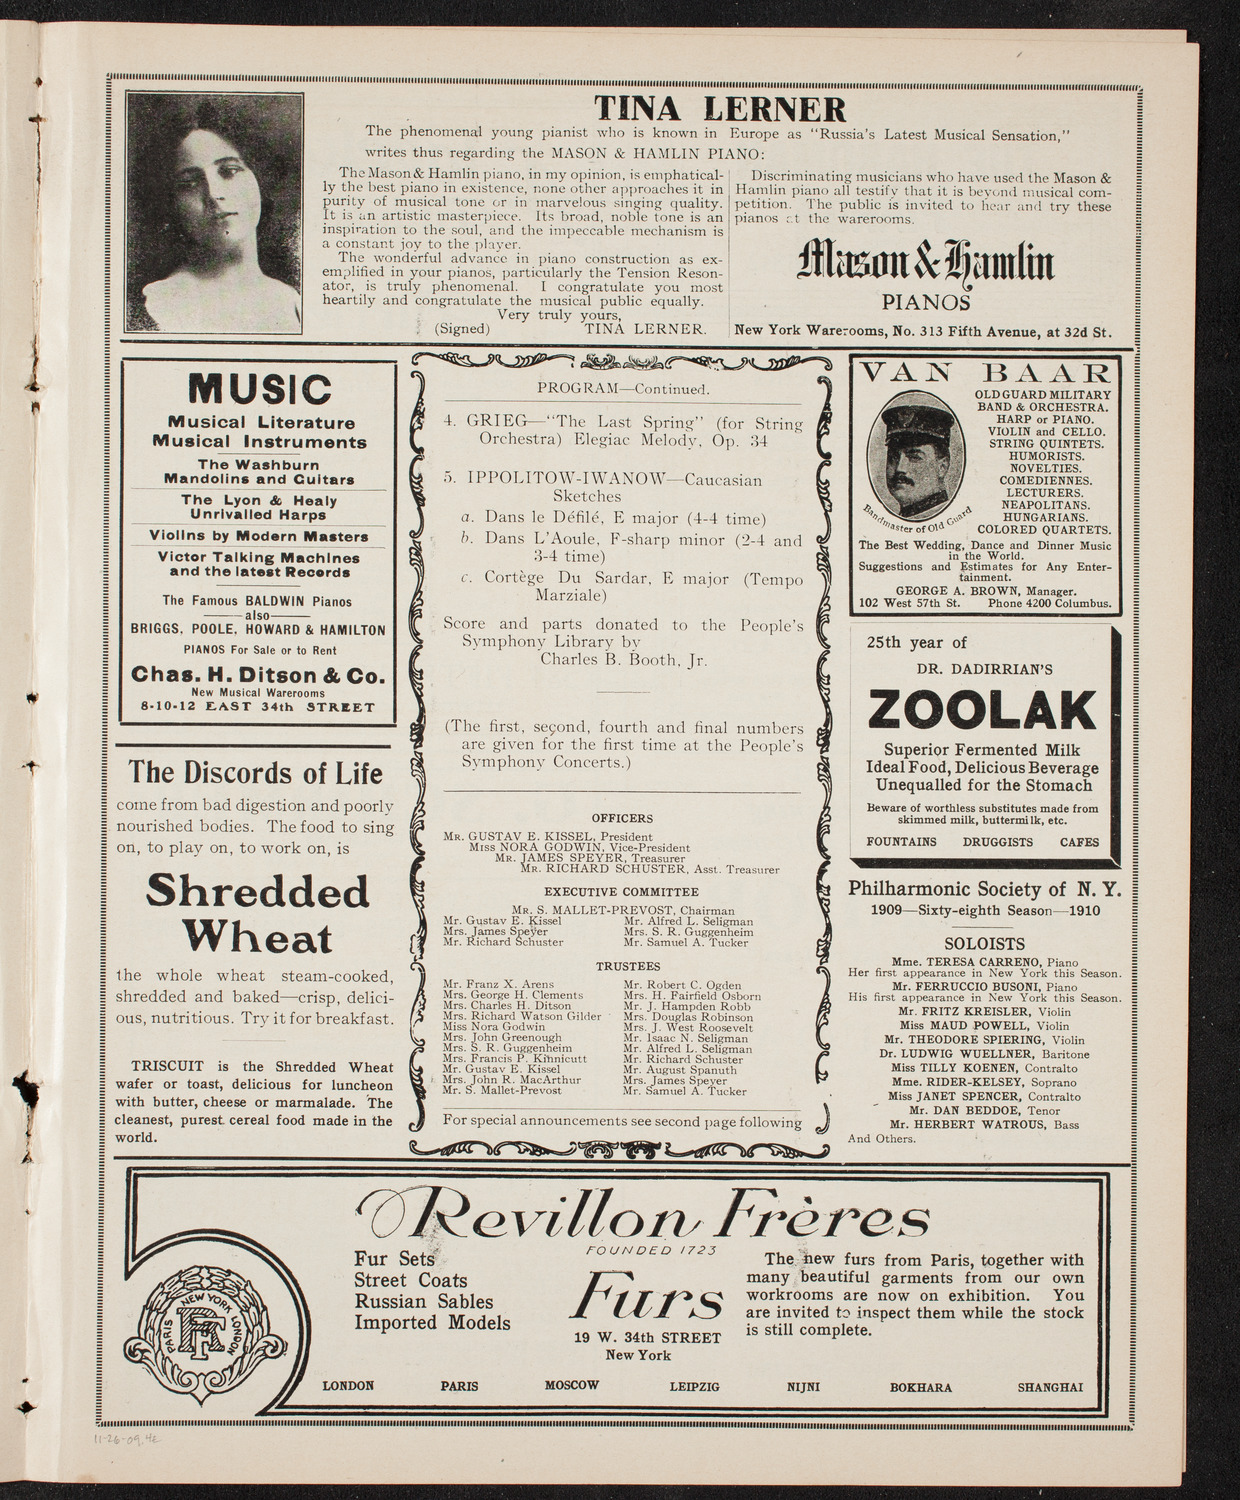 TINA LERNER
The phenomenal young pianist who is known in Europe as "Russia's Latest Musical Sensation,"
writes thus regarding the MASON & HAMLIN PIANO:
The Mason & Hamlin piano, in my opinion, is emphatical-
ly the best piano in existence, none other approaches it in
purity of musical tone or in marvelous singing quality.
It is an artistic masterpiece. Its broad, noble tone is an
inspiration to the soul, and the impeccable mechanism is
a constant joy to the player.
The wonderful advance in piano construction as ex-
emplified in your pianos, particularly the Tension Reson-
ator, is truly phenomenal. I congratulate you most
heartily and congratulate the musical public equally.
Very truly yours,
(Signed) TINA LERNER.
Discriminating musicians who have used the Mason &
Hamlin piano all testify that it is beyond musical com-
petition. The public is invited to hear and try these
pianos at the warerooms.
Mason & Hamlin
PIANOS
New York Warerooms, No. 313 Fifth Avenue, at 32d St.
MUSIC
Musical Literature
Musical Instruments
The Washburn
Mandolins and Guitars
The Lyon & Healy
Unrivalled Harps
Violins by Modern Masters
Victor Talking Machines
and the latest Records
The Famous BALDWIN Pianos
also
BRIGGS, POOLE, HOWARD & HAMILTON
PIANOS For Sale or to Rent
Chas. H. Ditson & Co.
New Musical Warerooms
8-10-12 EAST 34th STREET
The Discords of Life
come from bad digestion and poorly
nourished bodies. The food to sing
on, to play on, to work on, is
Shredded
Wheat
the whole wheat steam-cooked,
shredded and baked—crisp, delici-
ous, nutritious. Try it for breakfast.
TRISCUIT is the Shredded Wheat
wafer or toast, delicious for luncheon
with butter, cheese or marmalade. The
cleanest, purest cereal food made in the
world.
PROGRAM—Continued.
4. GRIEG—"The Last Spring" (for String
Orchestra) Elegiac Melody, Op. 34
5. IPPOLITOW-IWANOW—Caucasian
Sketches
a. Dans le Défilé, E major (4-4 time)
b. Dans L'Aoule, F-sharp minor (2-4 and
3-4 time)
c. Cortège Du Sardar, E major (Tempo
Marziale)
Score and parts donated to the People's
Symphony Library by
Charles B. Booth, Jr.
(The first, second, fourth and final numbers
are given for the first time at the People's
Symphony Concerts.)
OFFICERS
Mr. GUSTAV E. KISSEL, President
Miss NORA GODWIN, Vice-President
Mr. JAMES SPEYER, Treasurer
Mr. RICHARD SCHUSTER, Asst. Treasurer
EXECUTIVE COMMITTEE
Mr. S. MALLET-PREVOST, Chairman
Mr. Gustav E. Kissel Mr. Alfred L. Seligman
Mrs. James Speyer Mrs. S. R. Guggenheim
Mr. Richard Schuster Mr. Samuel A. Tucker
TRUSTEES
Mr. Franz X. Arens Mr. Robert C. Ogden
Mrs. George H. Clements Mrs. H. Fairfield Osborn
Mrs. Charles H. Ditson Mr. J. Hampden Robb
Mrs. Richard Watson Gilder Mrs. Douglas Robinson
Miss Nora Godwin Mrs. J. West Roosevelt
Mrs. John Greenough Mr. Isaac N. Seligman
Mrs. S. R. Guggenheim Mr. Alfred L. Seligman
Mrs. Francis P. Kinnicutt Mr. Richard Schuster
Mr. Gustav E. Kissel Mr. August Spanuth
Mrs. John R. MacArthur Mrs. James Speyer
Mr. S. Mallet-Prevost Mr. Samuel A. Tucker
For special announcements see second page following
VAN BAAR
Bandmaster of Old Guard
OLD GUARD MILITARY
BAND & ORCHESTRA.
HARP or PIANO.
VIOLIN and CELLO.
STRING QUINTETS.
HUMORISTS.
NOVELTIES.
COMEDIENNES.
LECTURERS.
NEAPOLITANS.
HUNGARIANS.
COLORED QUARTETS.
The Best Wedding, Dance and Dinner Music
in the World.
Suggestions and Estimates for Any Enter-
tainment.
GEORGE A. BROWN, Manager.
102 West 57th St. Phone 4200 Columbus.
25th year of
DR. DADIRRIAN'S
ZOOLAK
Superior Fermented Milk
Ideal Food, Delicious Beverage
Unequalled for the Stomach
Beware of worthless substitutes made from
skimmed milk, buttermilk, etc.
FOUNTAINS DRUGGISTS CAFES
Philharmonic Society of N. Y.
1909—Sixty-eighth Season—1910
SOLOISTS
Mme. TERESA CARRENO, Piano
Her first appearance in New York this Season.
Mr. FERRUCCIO BUSONI, Piano
His first appearance in New York this Season.
Mr. FRITZ KREISLER, Violin
Miss MAUD POWELL, Violin
Mr. THEODORE SPIERING, Violin
Dr. LUDWIG WUELLNER, Baritone
Miss TILLY KOENEN, Contralto
Mme. RIDER-KELSEY, Soprano
Miss JANET SPENCER, Contralto
Mr. DAN BEDDOE, Tenor
Mr. HERBERT WATROUS, Bass
And Others.
Revillon Frères
FOUNDED 1723
Fur Sets
Street Coats
Russian Sables
Imported Models
Furs
19 W. 34th STREET
New York
The new furs from Paris, together with
many beautiful garments from our own
workrooms are now on exhibition. You
are invited to inspect them while the stock
is still complete.
PARIS NEW YORK LONDON
LONDON PARIS MOSCOW LEIPZIG NIJNI BOKHARA SHANGHAI
11-26-09, 4E